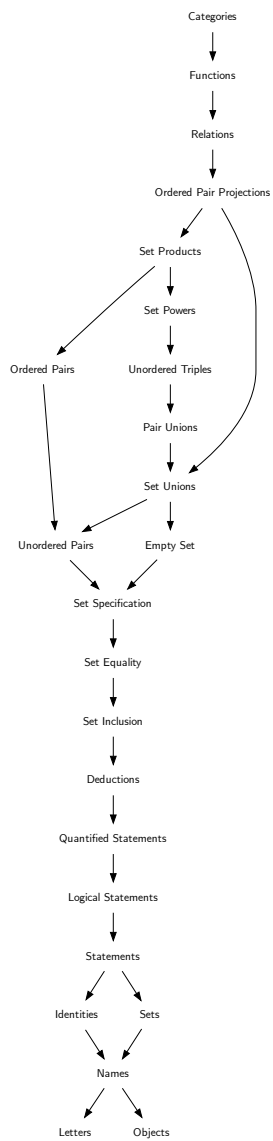 Categories
Functions
Relations
Ordered Pair Projections
Set Products
Set Powers
Ordered Pairs
Unordered Triples
Pair Unions
Set Unions
Unordered Pairs
Empty Set
Set Specification
Set Equality
Set Inclusion
Deductions
Quantified Statements
Logical Statements
Statements
Identities
Sets
Names
Letters
Objects